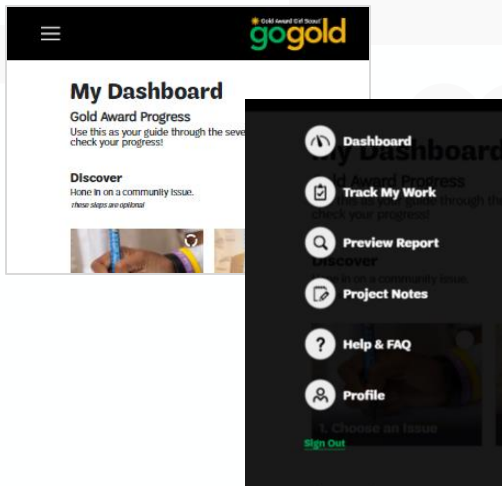 Gold Award Girl Scout
gogold
My Dashboard
Gold Award Progress
Use this as your guide through the seve
check your progress!
Discover
Hone in on a community issue.
these steps are optional
Dashboard
Track My Work
Preview Report
Project Notes
Help & FAQ
Profile
1. Choose an Issue
Sign Out